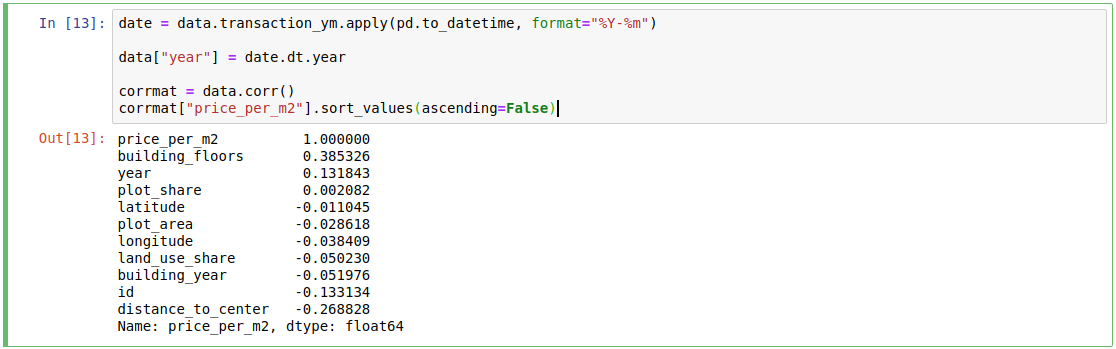 In [13]: date = data.transaction_ym.apply(pd.to_datetime, format="%Y-%m")
data["year"] = date.dt.year
corrmat = data.corr()
corrmat["price_per_m2"].sort_values(ascending=False)
Out[13]: price_per_m2 1.000000
building_floors 0.385326
year 0.131843
plot_share 0.002082
latitude -0.011045
plot_area -0.028618
longitude -0.038409
land_use_share -0.050230
building_year -0.051976
id -0.133134
distance_to_center -0.268828
Name: price_per_m2, dtype: float64